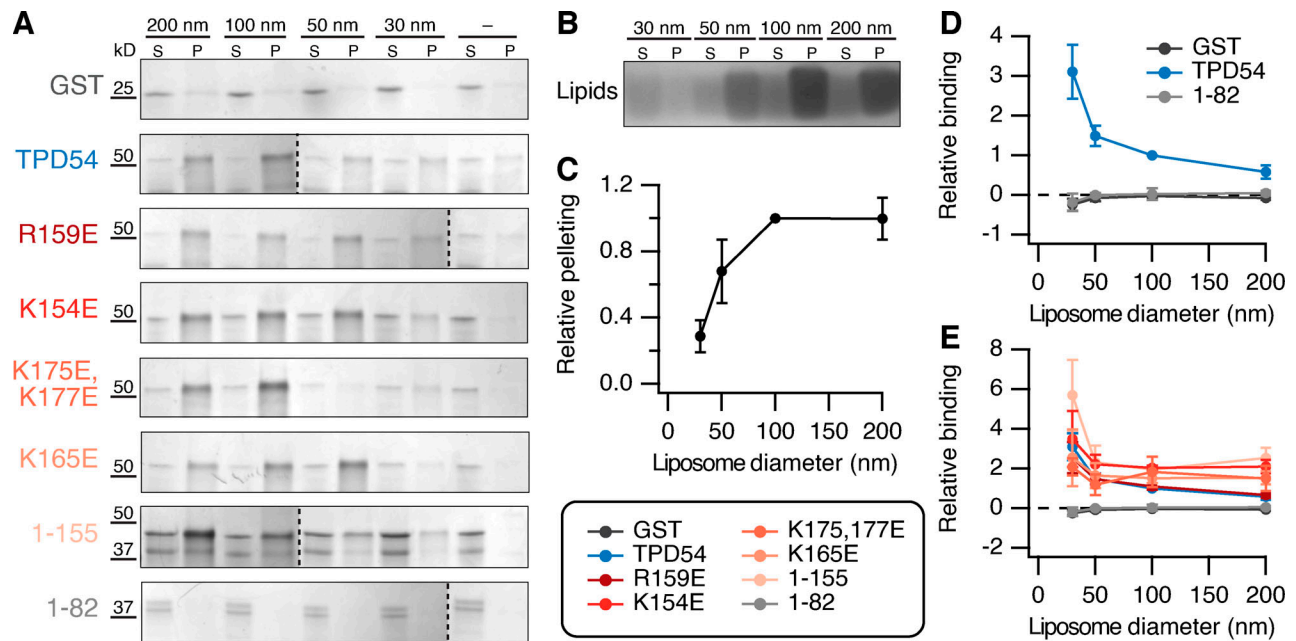 A
200 nm 100 nm 50 nm 30 nm –
kD S P S P S P S P S P
GST 25
TPD54 50
R159E 50
K154E 50
K175E,
K177E 50
K165E 50
1-155 50
37
1-82 37
B
30 nm 50 nm 100 nm 200 nm
S P S P S P S P
Lipids
C
Relative pelleting
1.2
0.8
0.4
0.0
0 50 100 150 200
Liposome diameter (nm)
GST
TPD54
R159E
K154E
K175,177E
K165E
1-155
1-82
D
Relative binding
4
3
2
1
0
-1
GST
TPD54
1-82
0 50 100 150 200
Liposome diameter (nm)
E
Relative binding
8
6
4
2
0
-2
0 50 100 150 200
Liposome diameter (nm)